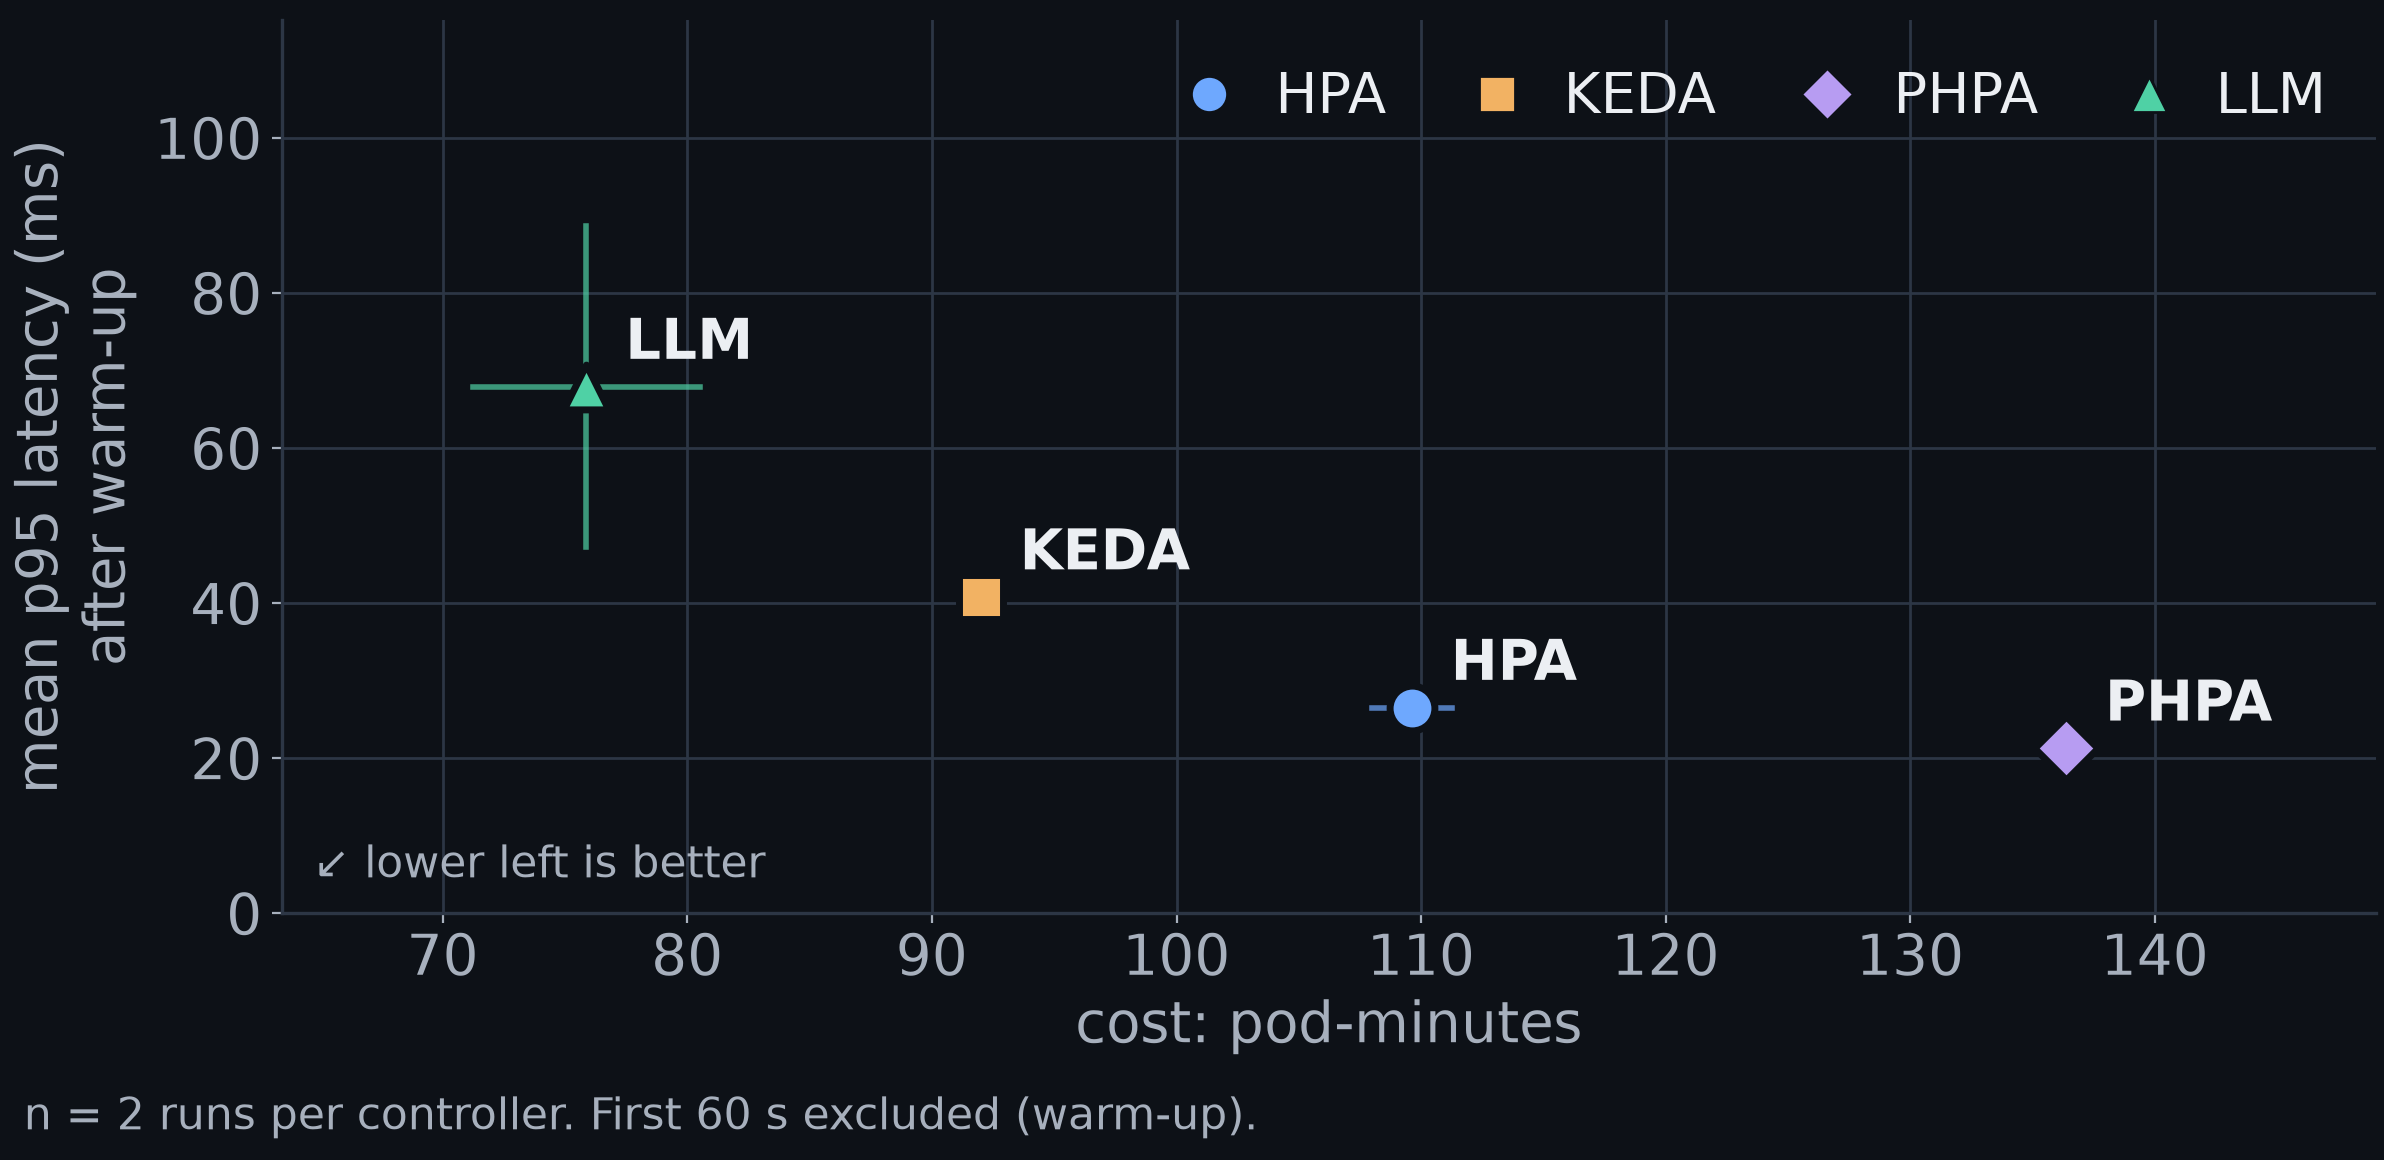 HPA KEDA PHPA LLM
mean p95 latency (ms)
after warm-up
100
80
60
40
20
0
LLM
KEDA
HPA
PHPA
↙ lower left is better
70 80 90 100 110 120 130 140
cost: pod-minutes
n = 2 runs per controller. First 60 s excluded (warm-up).